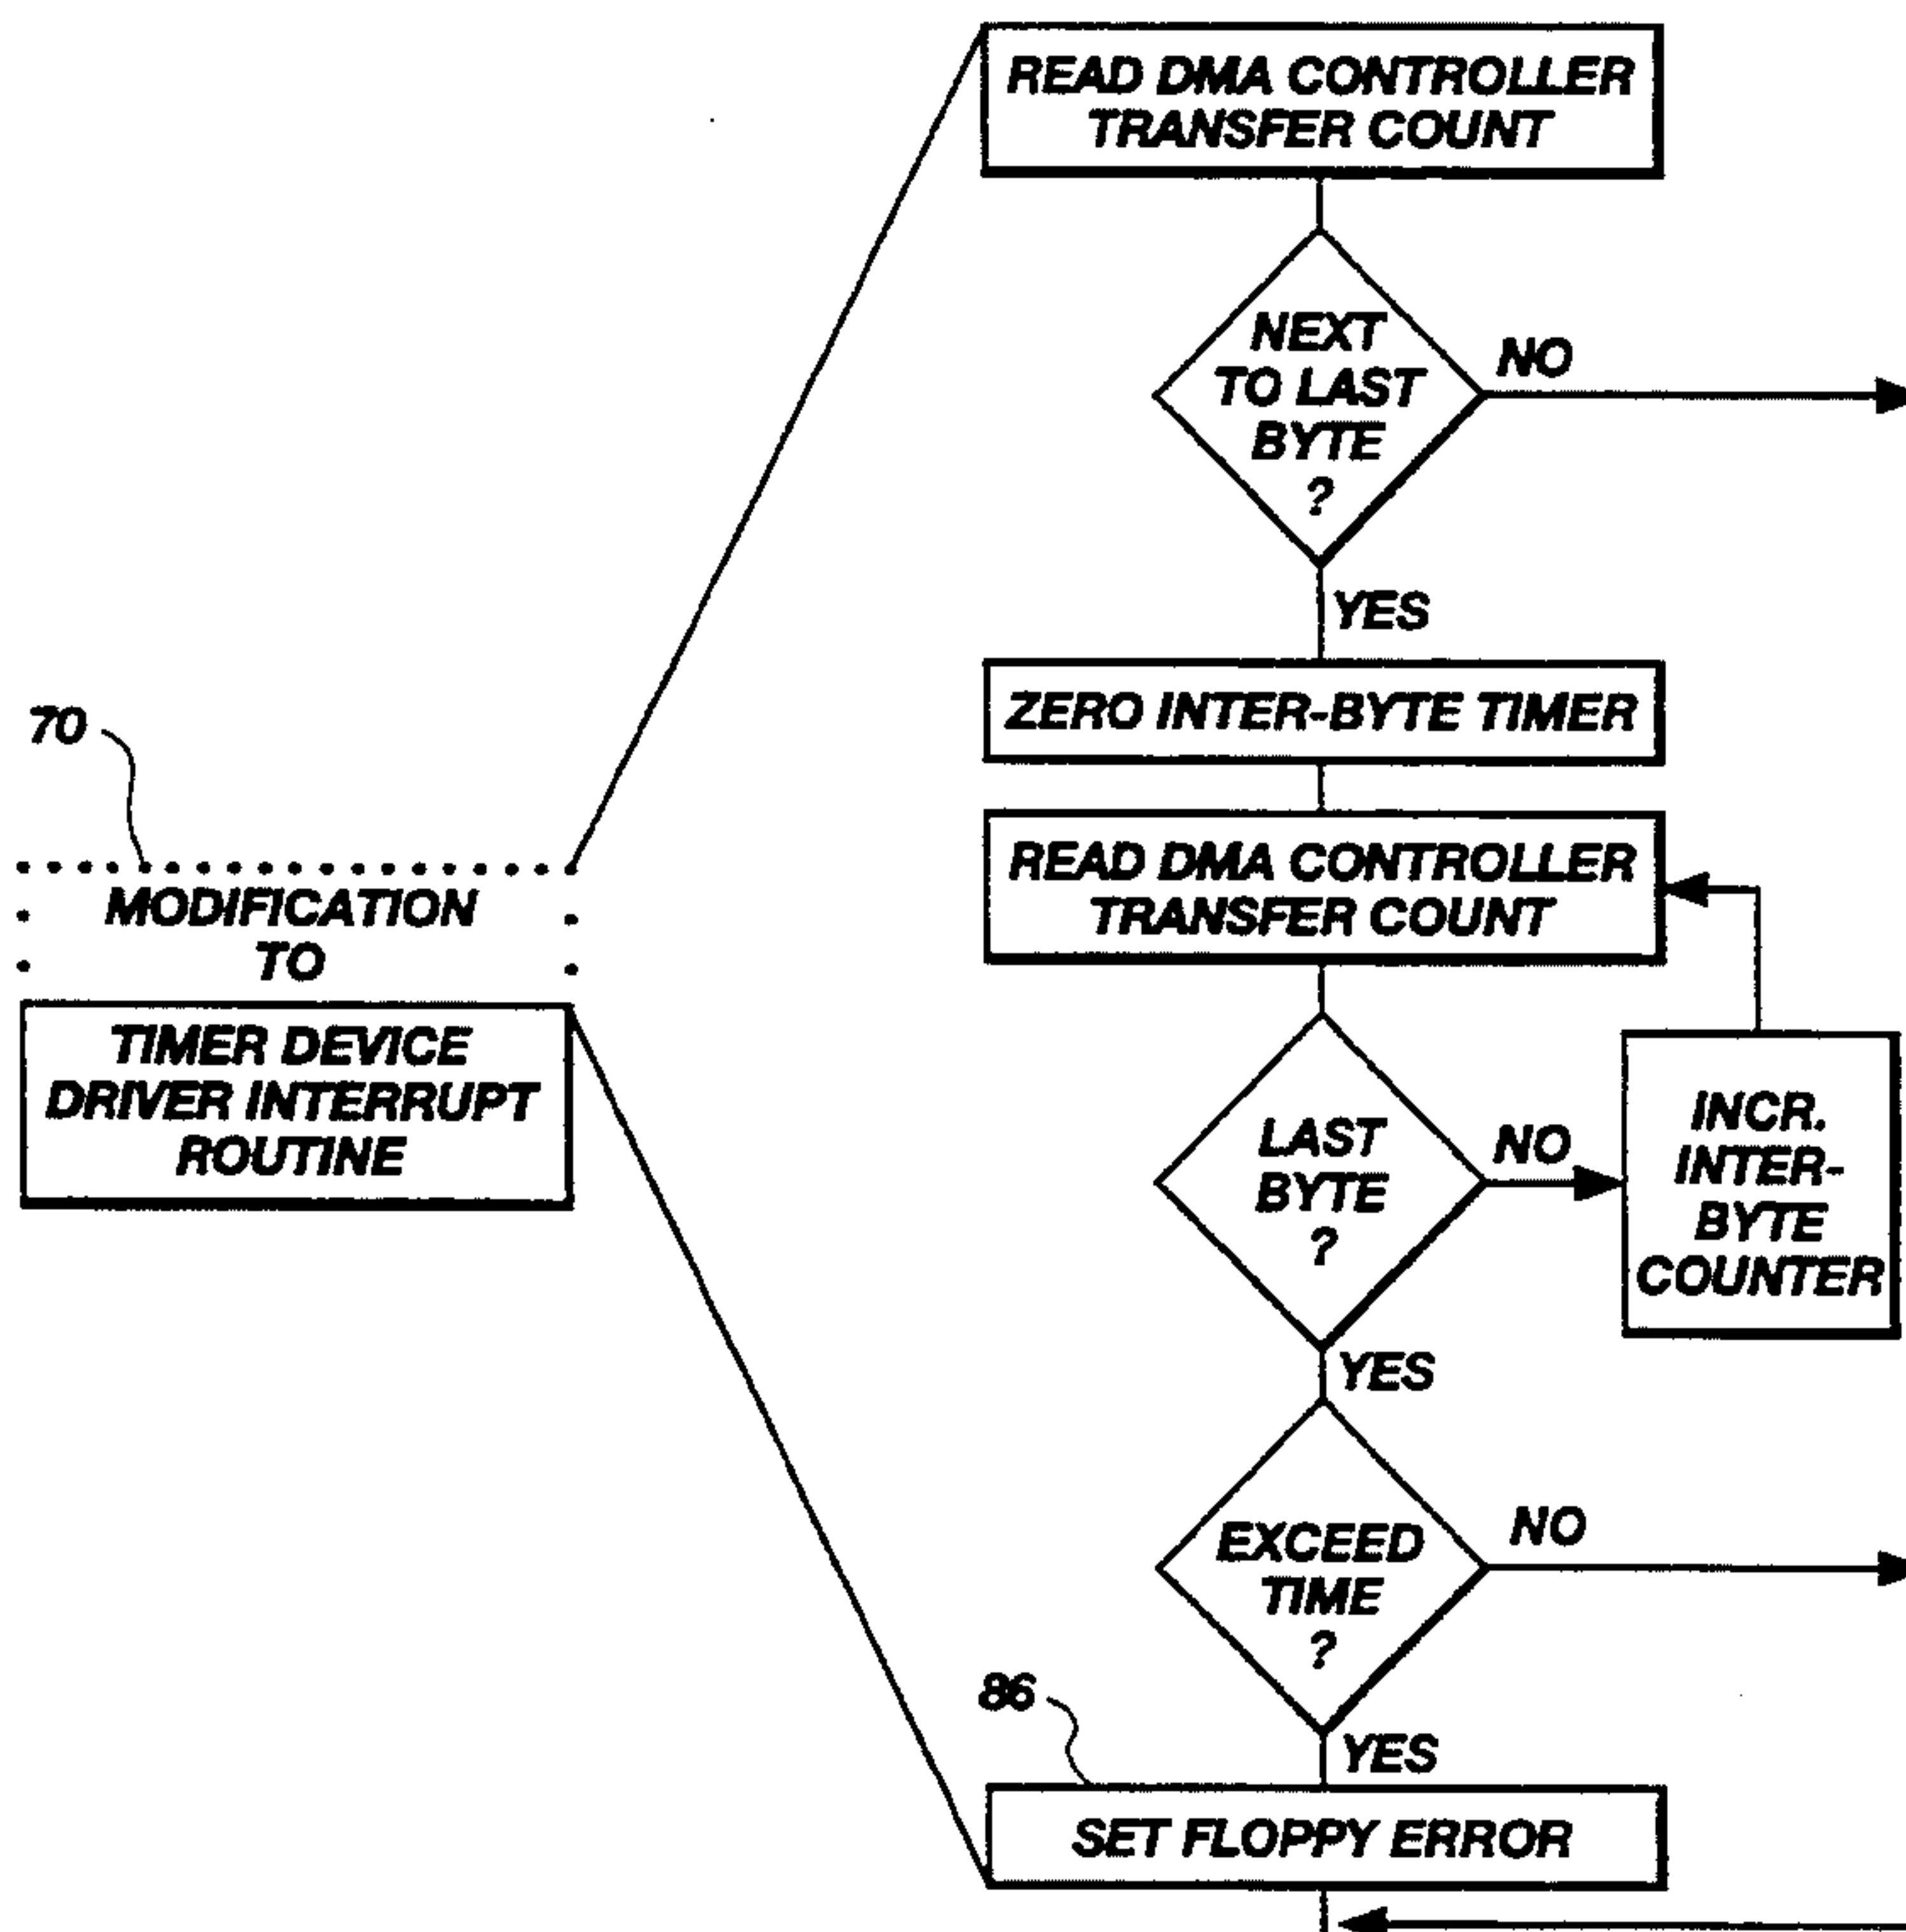 READ DMA CONTROLLER
TRANSFER COUNT
NEXT
TO LAST
BYTE
?
NO
YES
ZERO INTER-BYTE TIMER
70
READ DMA CONTROLLER
TRANSFER COUNT
MODIFICATION
TO
TIMER DEVICE
DRIVER INTERRUPT
ROUTINE
LAST
BYTE
?
NO
INCR.
INTER-
BYTE
COUNTER
YES
EXCEED
TIME
?
NO
86
YES
SET FLOPPY ERROR